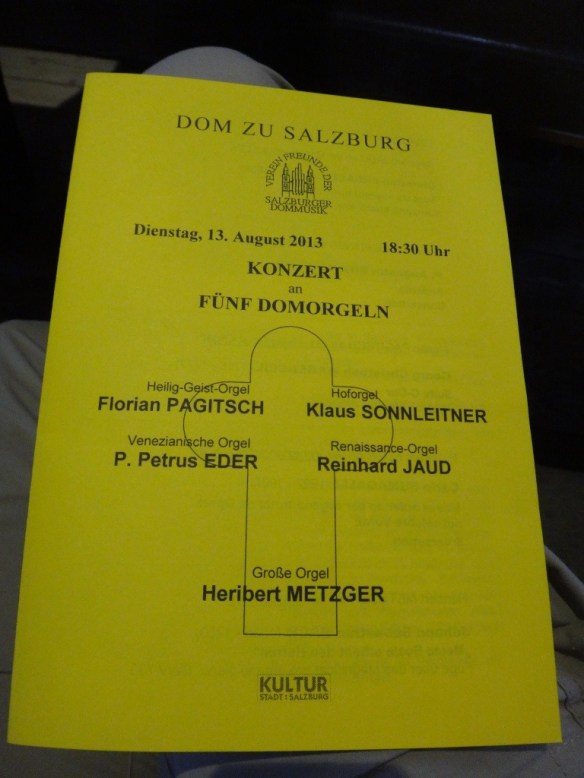 DOM ZU SALZBURG
VEREIN FREUNDE DER
SALZBURGER
DOMMUSIK
Dienstag, 13. August 2013 18:30 Uhr
KONZERT
an
FÜNF DOMORGELN
Heilig-Geist-Orgel
Florian PAGITSCH
Hoforgel
Klaus SONNLEITNER
Venezianische Orgel
P. Petrus EDER
Renaissance-Orgel
Reinhard JAUD
Große Orgel
Heribert METZGER
KULTUR
STADT : SALZBURG